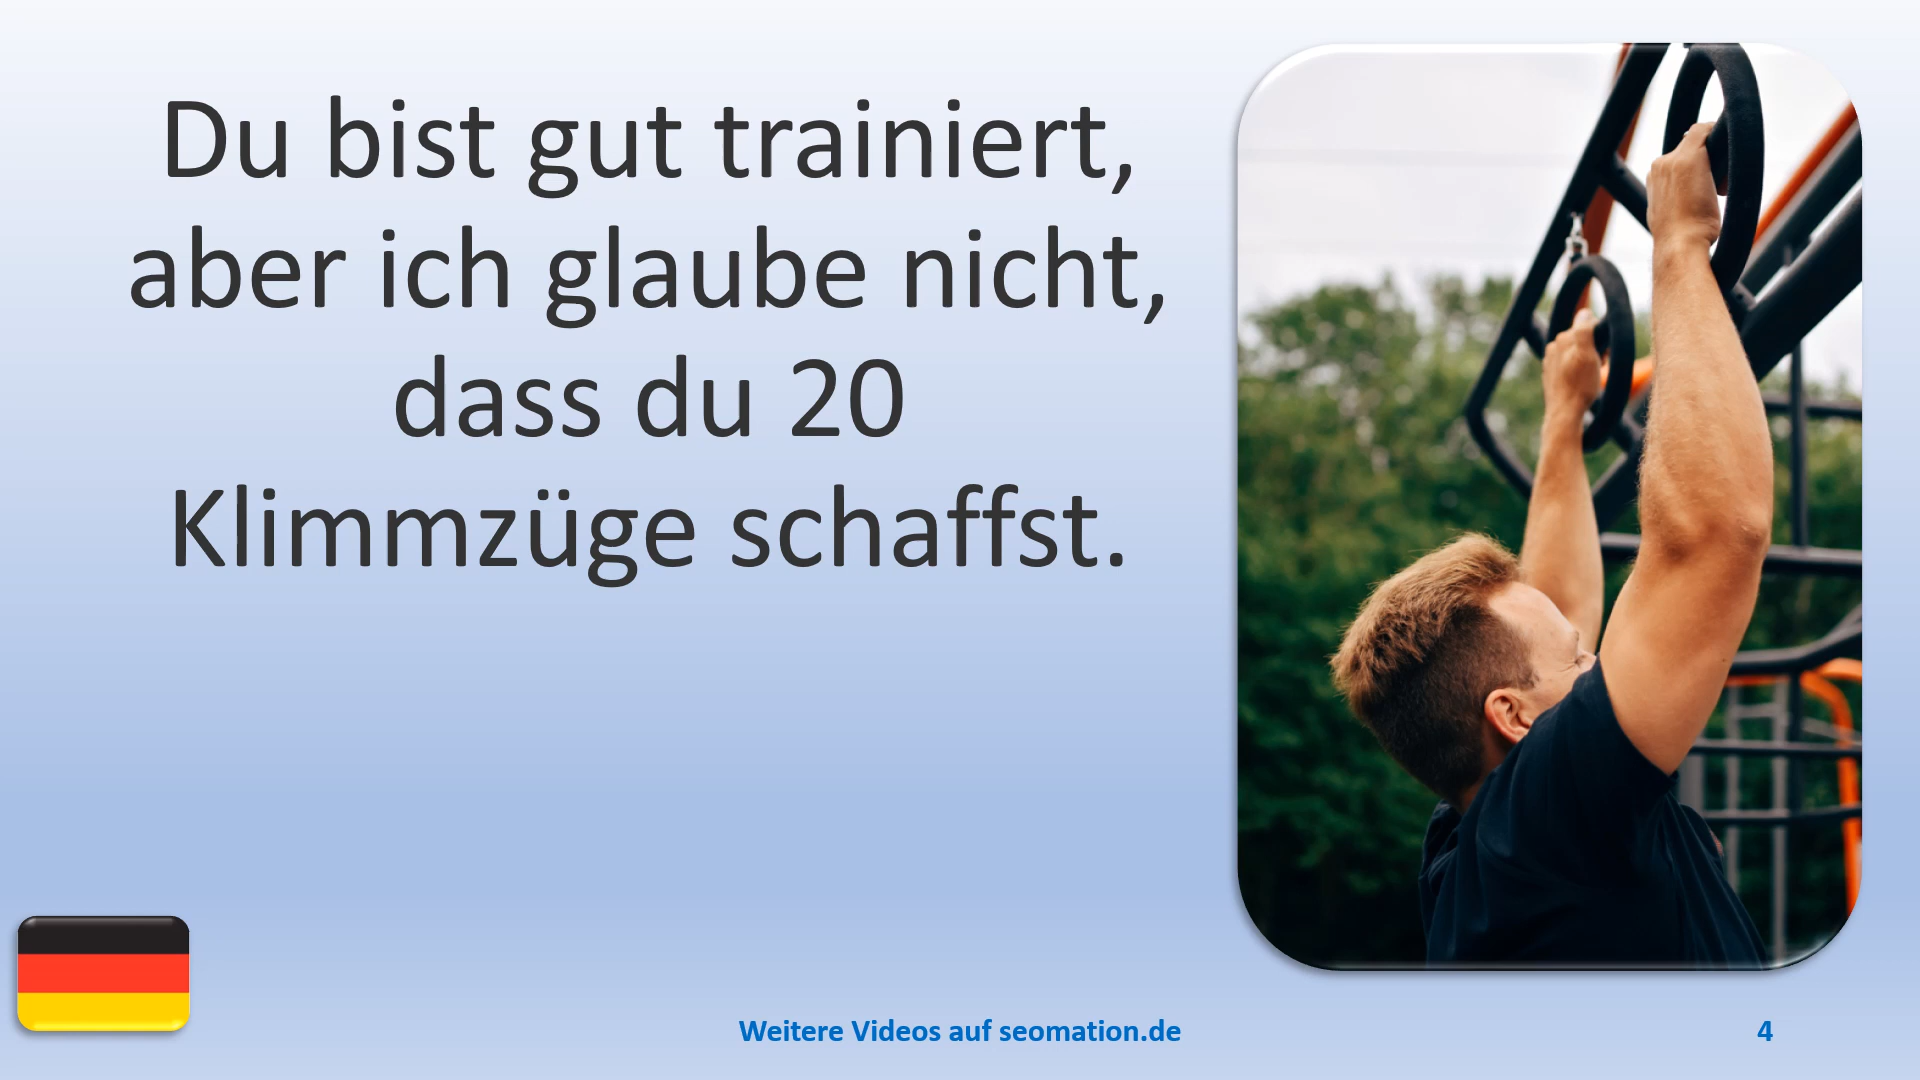 Du bist gut trainiert,
aber ich glaube nicht,
dass du 20
Klimmzüge schaffst.
Weitere Videos auf seomation.de
4